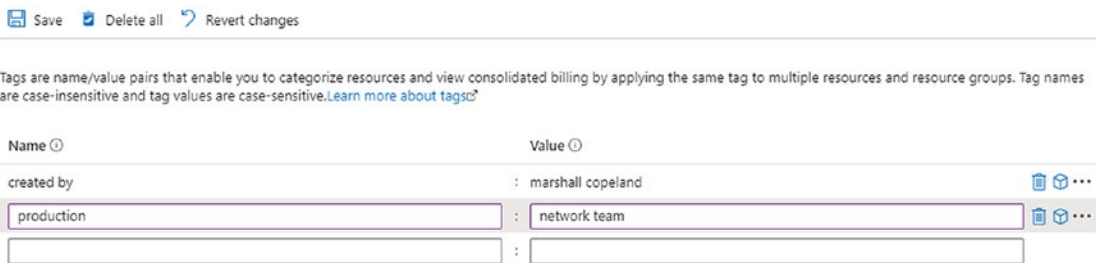 Save Delete all Revert changes
Tags are name/value pairs that enable you to categorize resources and view consolidated billing by applying the same tag to multiple resources and resource groups. Tag names
are case-insensitive and tag values are case-sensitive.Learn more about tags
Name Value
created by : marshall copeland
production : network team
: